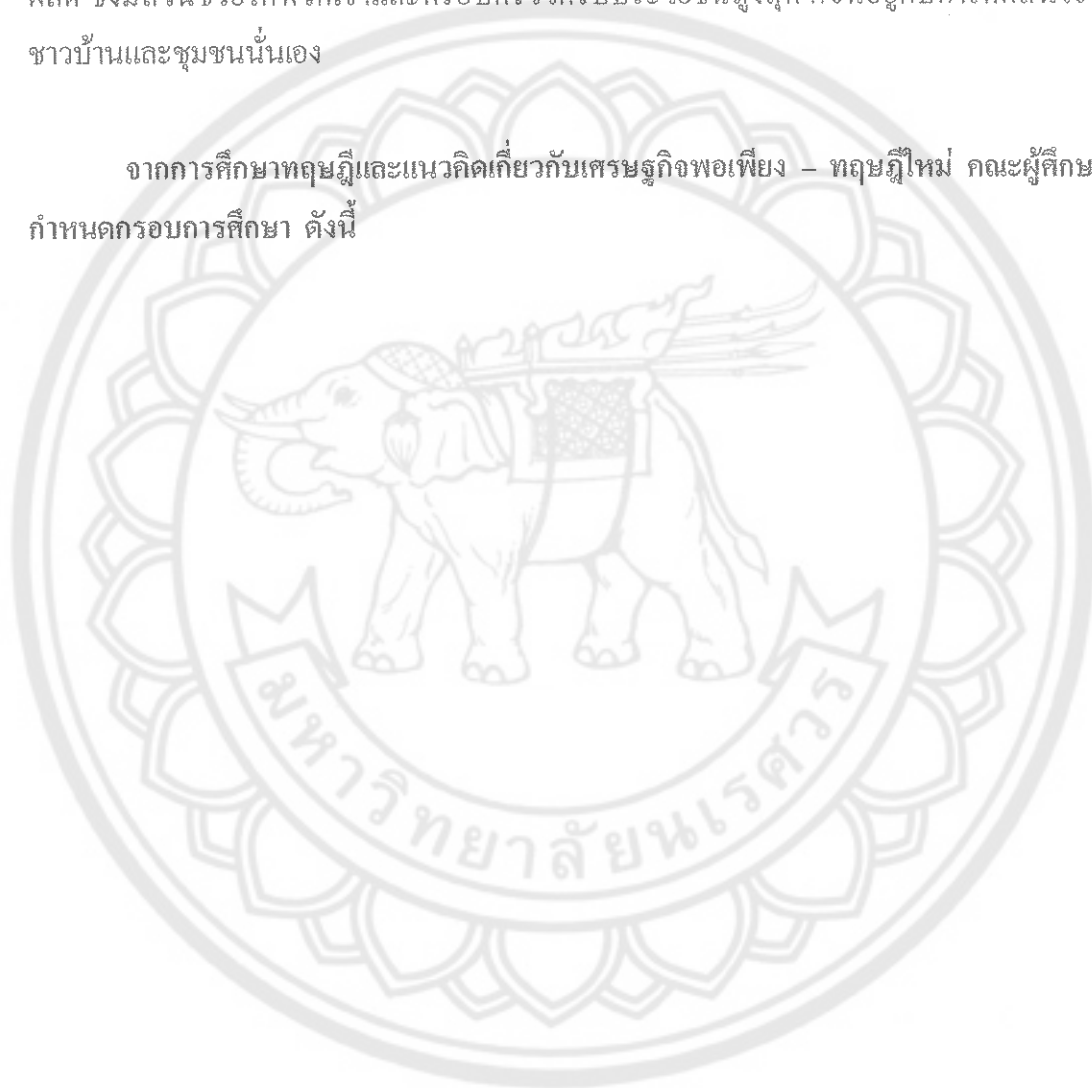 ชาวบ้านและชุมชนนั่นเอง
จากการศึกษาทฤษฎีและแนวคิดเกี่ยวกับเศรษฐกิจพอเพียง – ทฤษฎีใหม่ คณะผู้ศึกษ
กำหนดกรอบการศึกษา ดังนี้
มหาวิทยาลัยนเรศวร